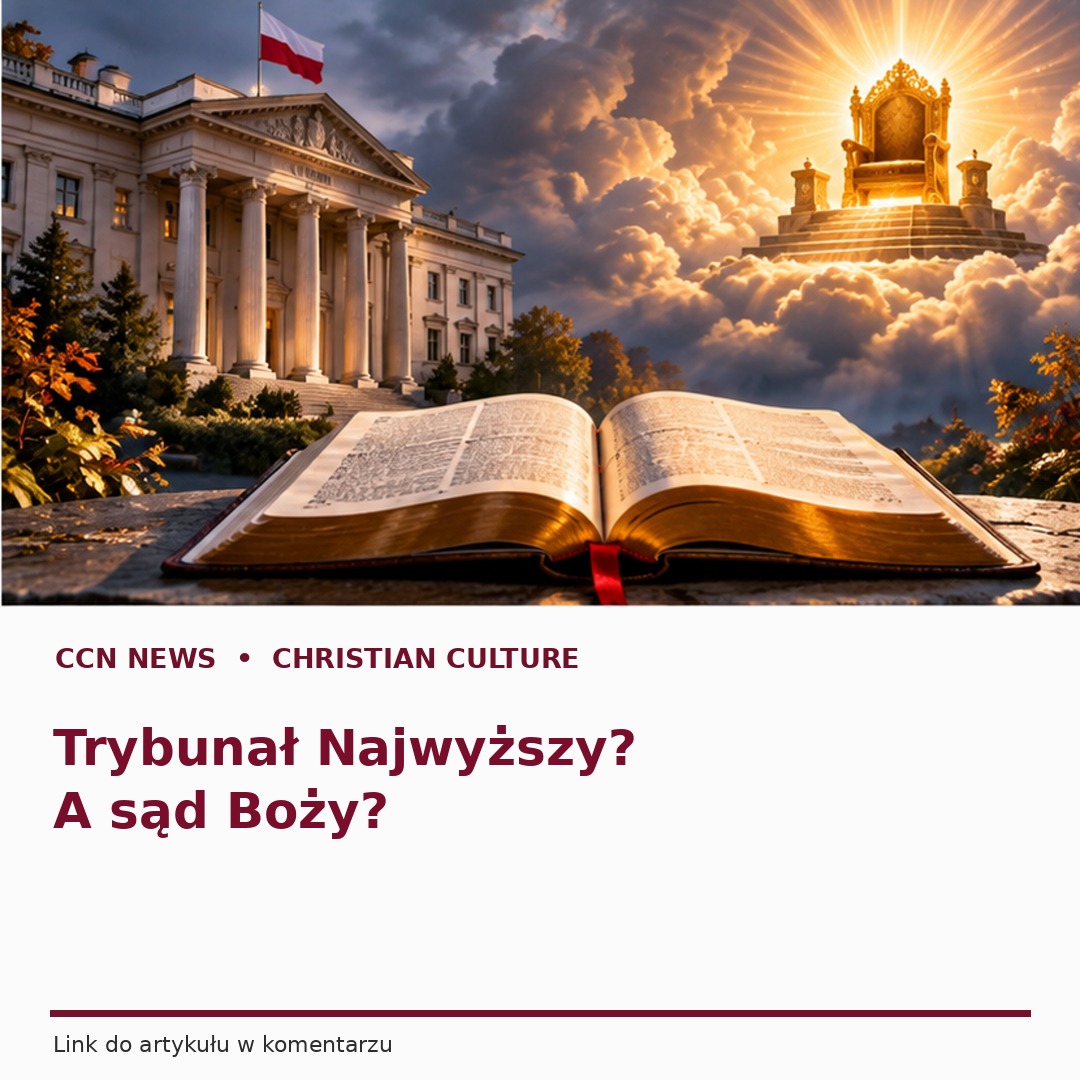 CCN NEWS • CHRISTIAN CULTURE
Trybunał Najwyższy?
A sąd Boży?
Link do artykułu w komentarzu